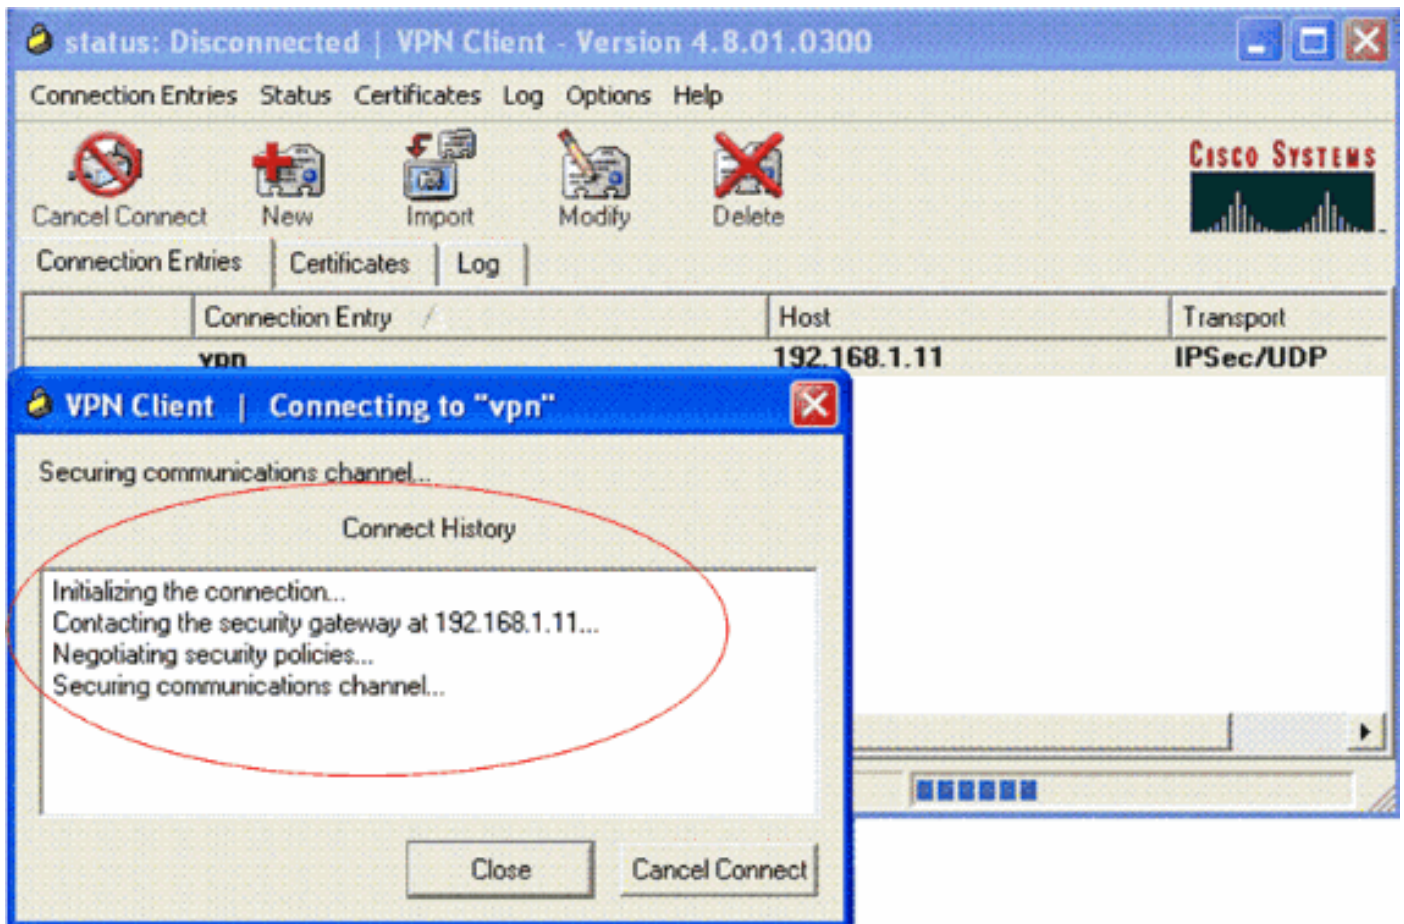 status: Disconnected | VPN Client - Version 4.8.01.0300
Connection Entries Status Certificates Log Options Help
Cancel Connect New Import Modify Delete
CISCO SYSTEMS
Connection Entries Certificates Log
Connection Entry Host Transport
vpn 192.168.1.11 IPSec/UDP
VPN Client | Connecting to "vpn"
Securing communications channel...
Connect History
Initializing the connection...
Contacting the security gateway at 192.168.1.11...
Negotiating security policies...
Securing communications channel...
Close Cancel Connect